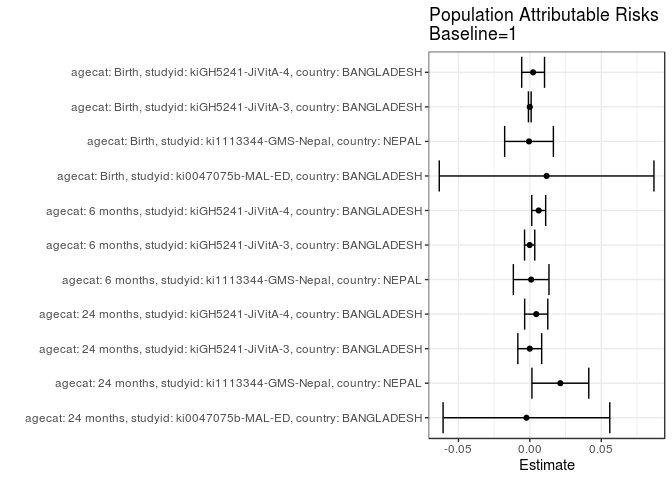 Population Attributable Risks
Baseline=1
agecat: Birth, studyid: kiGH5241-JiVitA-4, country: BANGLADESH
agecat: Birth, studyid: kiGH5241-JiVitA-3, country: BANGLADESH
agecat: Birth, studyid: ki1113344-GMS-Nepal, country: NEPAL
agecat: Birth, studyid: ki0047075b-MAL-ED, country: BANGLADESH
agecat: 6 months, studyid: kiGH5241-JiVitA-4, country: BANGLADESH
agecat: 6 months, studyid: kiGH5241-JiVitA-3, country: BANGLADESH
agecat: 6 months, studyid: ki1113344-GMS-Nepal, country: NEPAL
agecat: 24 months, studyid: kiGH5241-JiVitA-4, country: BANGLADESH
agecat: 24 months, studyid: kiGH5241-JiVitA-3, country: BANGLADESH
agecat: 24 months, studyid: ki1113344-GMS-Nepal, country: NEPAL
agecat: 24 months, studyid: ki0047075b-MAL-ED, country: BANGLADESH
-0.05 0.00 0.05
Estimate